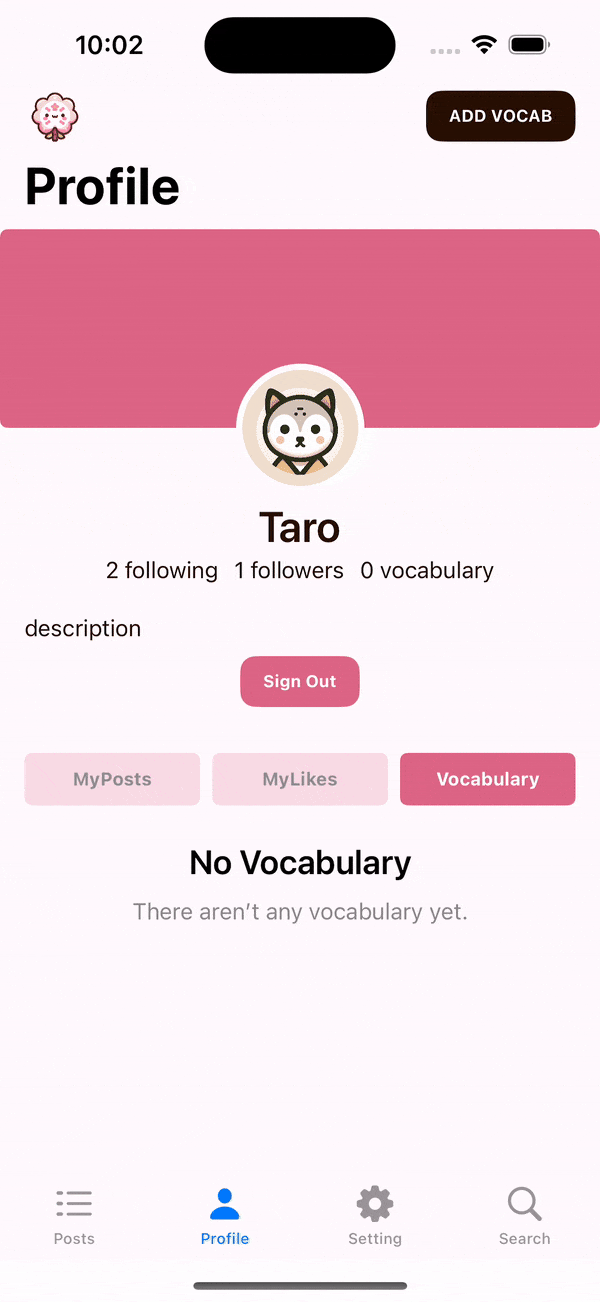 10:02
ADD VOCAB
Profile
Taro
2 following 1 followers 0 vocabulary
description
Sign Out
MyPosts MyLikes Vocabulary
No Vocabulary
There aren’t any vocabulary yet.
Posts Profile Setting Search